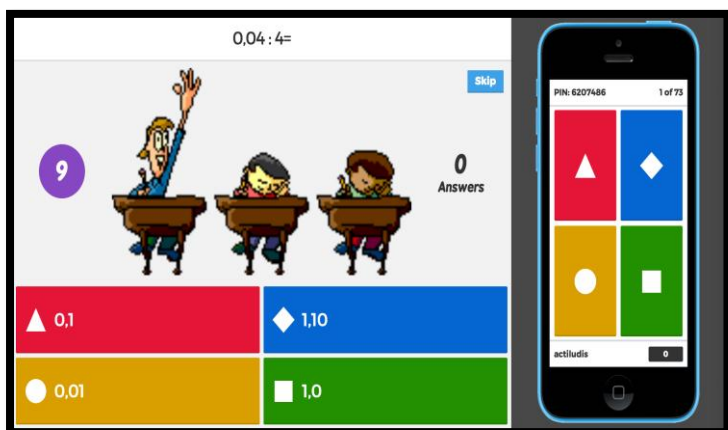 0,04 : 4=
Skip
9
0
Answers
0,1
1,10
0,01
1,0
PIN: 6207486 1 of 73
actiludis 0